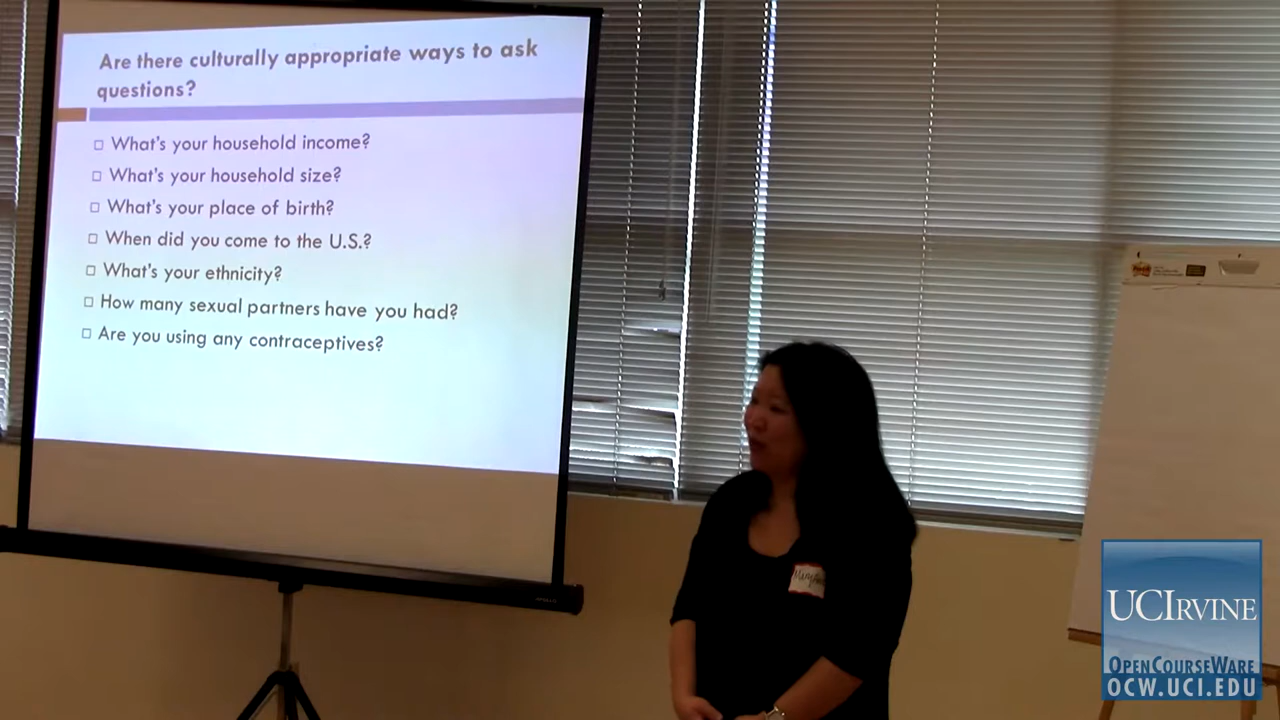 Are there culturally appropriate ways to ask
questions?
What's your household income?
What's your household size?
What's your place of birth?
When did you come to the U.S.?
What's your ethnicity?
How many sexual partners have you had?
Are you using any contraceptives?
UCIRVINE
OPENCOURSEWARE
OCW.UCI.EDU